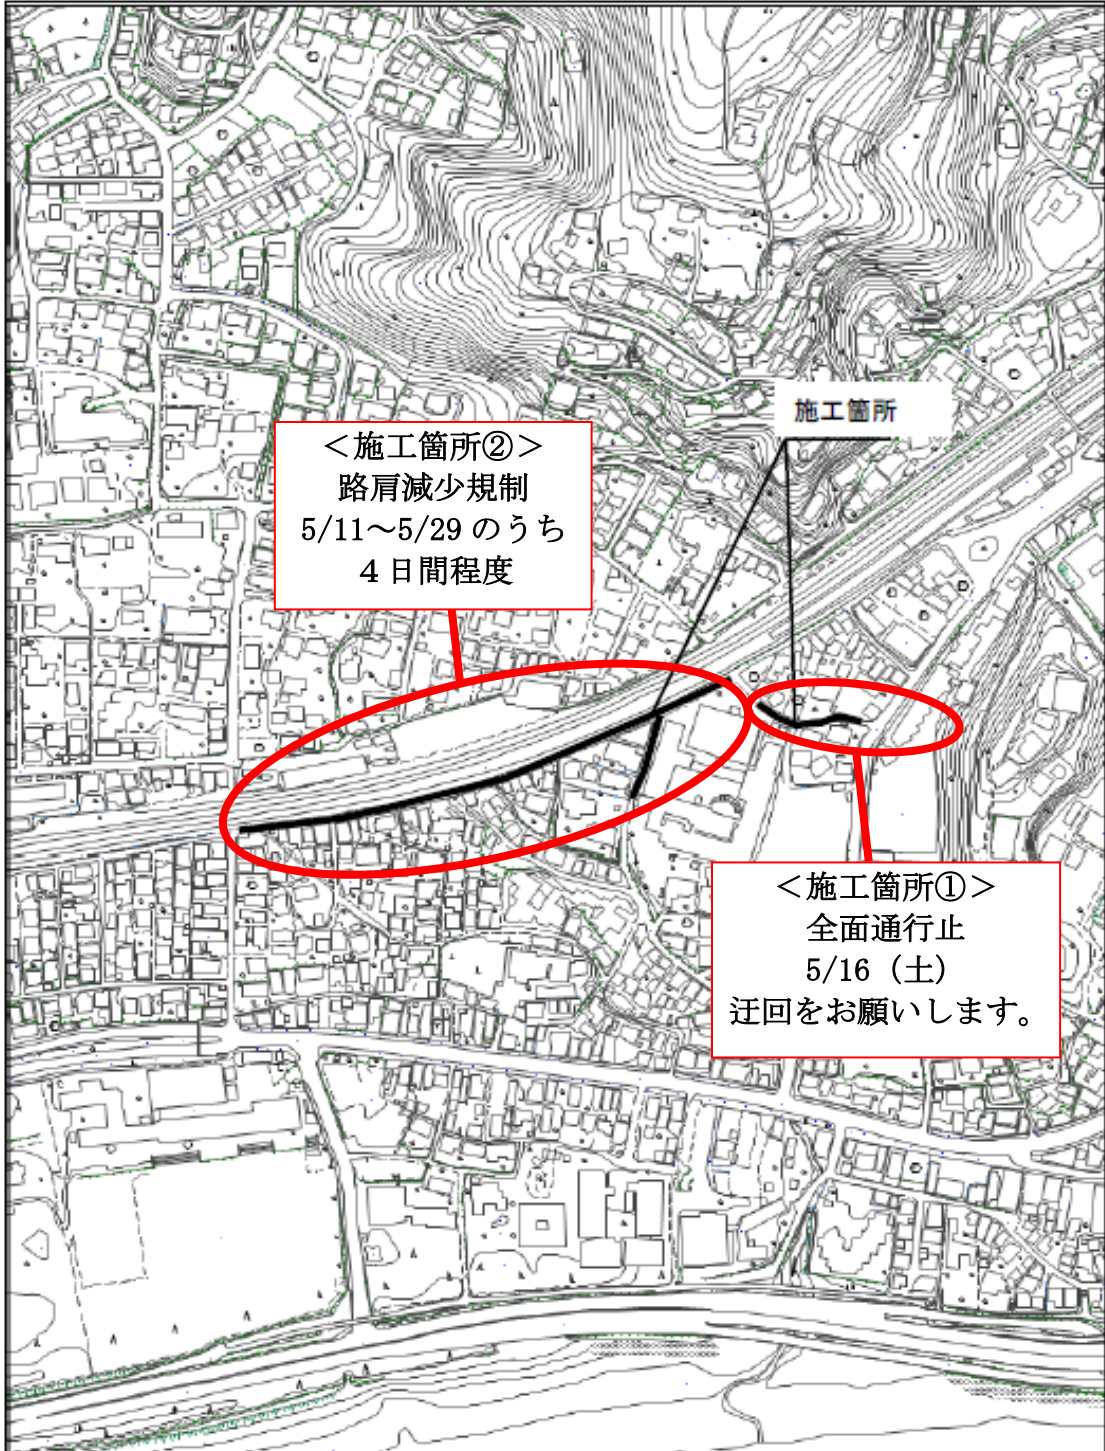 施工箇所
＜施工箇所②＞
路肩減少規制
5/11～5/29 のうち
４日間程度
＜施工箇所①＞
全面通行止
5/16（土）
迂回をお願いします。